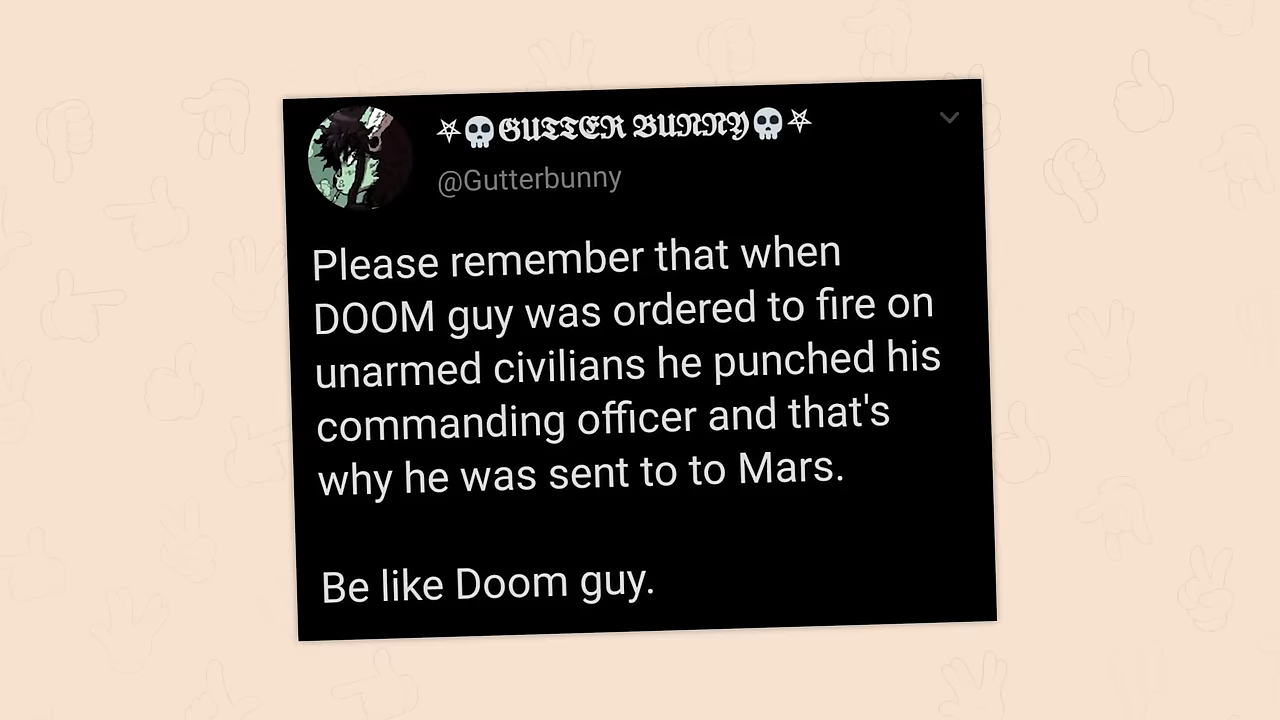 ⛧💀𝕲𝖀𝕿𝕿𝕰𝕽 𝕭𝖀𝕹𝕹𝖄💀⛧
@Gutterbunny
Please remember that when
DOOM guy was ordered to fire on
unarmed civilians he punched his
commanding officer and that's
why he was sent to to Mars.
Be like Doom guy.